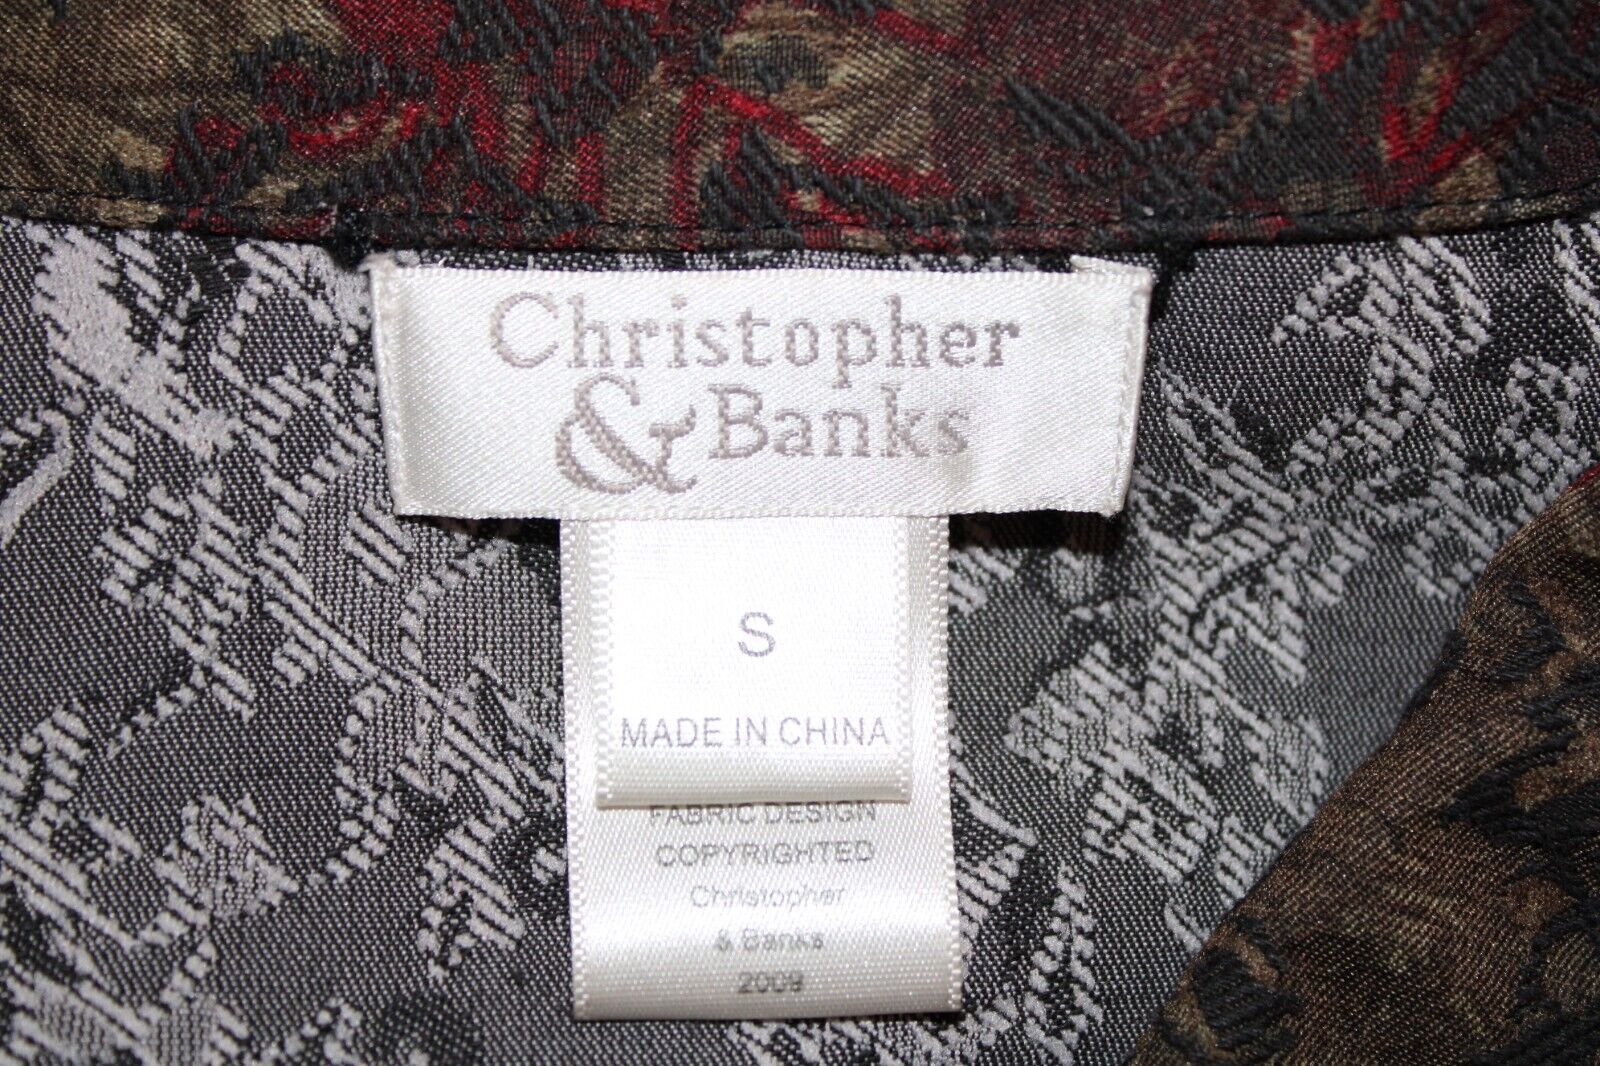 Christopher
& Banks
S
MADE IN CHINA
FABRIC DESIGN
COPYRIGHTED
Christopher
& Banks
2009